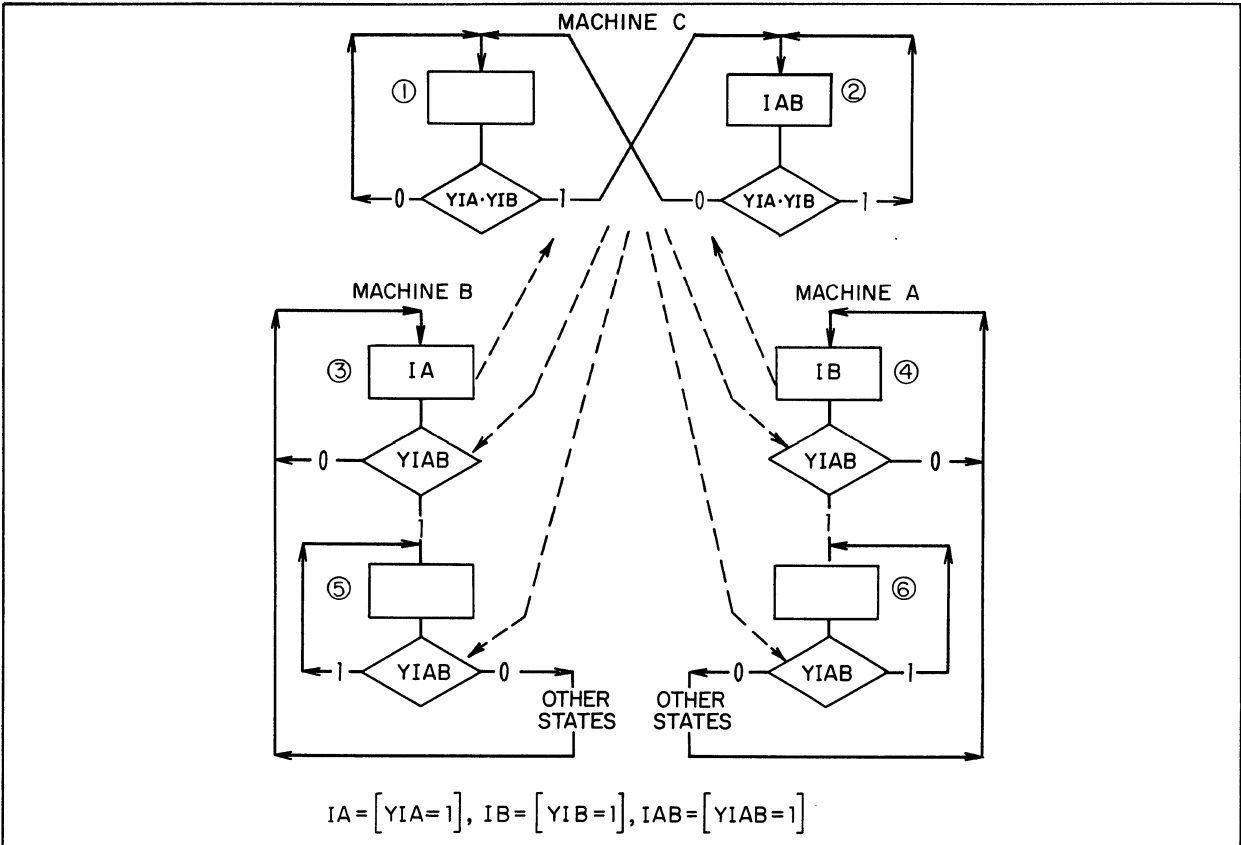 MACHINE C
① ② IAB
0 YIA·YIB 1 0 YIA·YIB 1
MACHINE B MACHINE A
③ IA IB ④
0 YIAB YIAB 0
1 1
⑤ ⑥
1 YIAB 0 0 YIAB 1
OTHER STATES OTHER STATES
IA=[YIA=1], IB=[YIB=1], IAB=[YIAB=1]